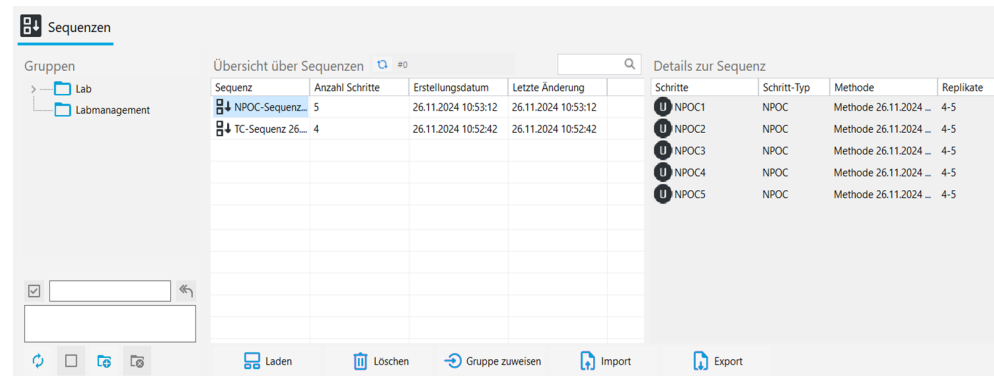 Sequenzen
Gruppen
Lab
Labmanagement
Übersicht über Sequenzen #0
Sequenz Anzahl Schritte Erstellungsdatum Letzte Änderung
NPOC-Sequenz... 5 26.11.2024 10:53:12 26.11.2024 10:53:12
TC-Sequenz 26.... 4 26.11.2024 10:52:42 26.11.2024 10:52:42
Details zur Sequenz
Schritte Schritt-Typ Methode Replikate
U NPOC1 NPOC Methode 26.11.2024 ... 4-5
U NPOC2 NPOC Methode 26.11.2024 ... 4-5
U NPOC3 NPOC Methode 26.11.2024 ... 4-5
U NPOC4 NPOC Methode 26.11.2024 ... 4-5
U NPOC5 NPOC Methode 26.11.2024 ... 4-5
Laden Löschen Gruppe zuweisen Import Export